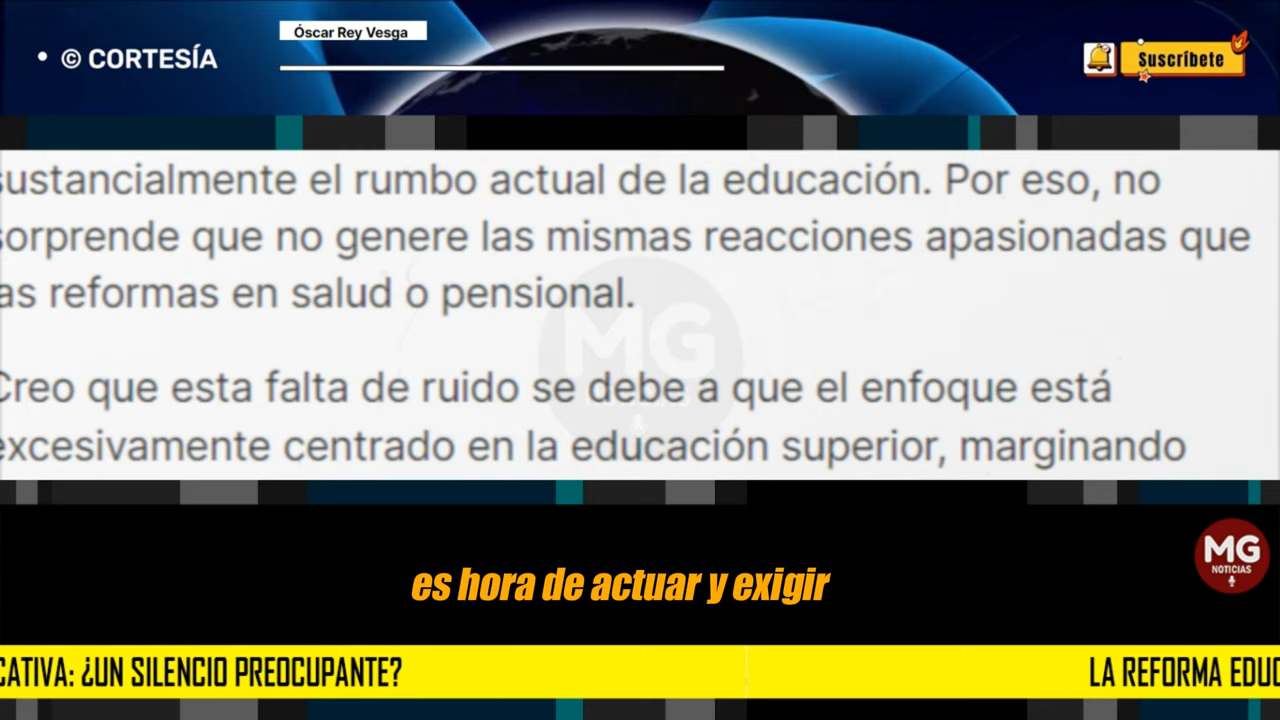 Óscar Rey Vesga
• © CORTESÍA
Suscríbete
sustancialmente el rumbo actual de la educación. Por eso, no
sorprende que no genere las mismas reacciones apasionadas que
as reformas en salud o pensional.
MG
Creo que esta falta de ruido se debe a que el enfoque está
excesivamente centrado en la educación superior, marginando
MG
NOTICIAS
es hora de actuar y exigir
CATIVA: ¿UN SILENCIO PREOCUPANTE?
LA REFORMA EDUC